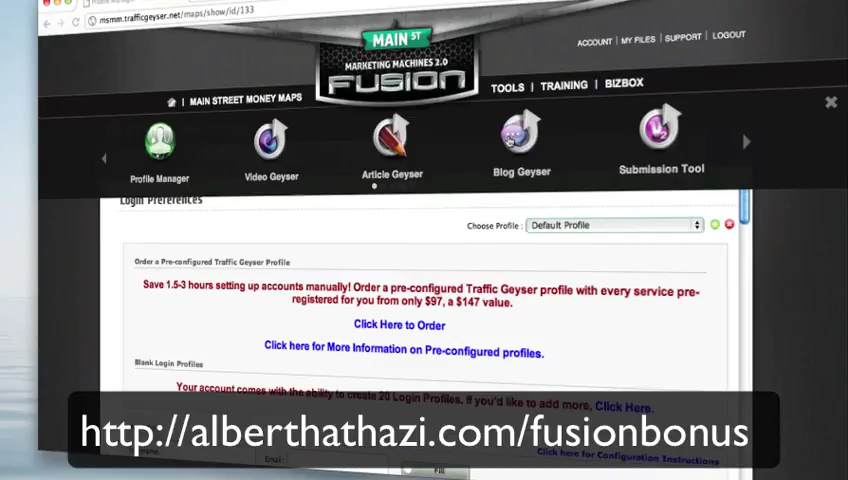 msmm.trafficgeyser.net/maps/show/id/133
MAIN ST
MARKETING MACHINES 2.0
FUSION
ACCOUNT | MY FILES | SUPPORT | LOGOUT
MAIN STREET MONEY MAPS
TOOLS | TRAINING | BIZBOX
Profile Manager
Video Geyser
Article Geyser
Blog Geyser
Submission Tool
Login Preferences
Choose Profile : Default Profile
Order a Pre-configured Traffic Geyser Profile
Save 1.5-3 hours setting up accounts manually! Order a pre-configured Traffic Geyser profile with every service pre-
registered for you from only $97, a $147 value.
Click Here to Order
Click here for More Information on Pre-configured profiles.
Blank Login Profiles
Your account comes with the ability to create 20 Login Profiles. If you'd like to add more, Click Here.
http://alberthathazi.com/fusionbonus
Click here for Configuration Instructions
Email:
Fill